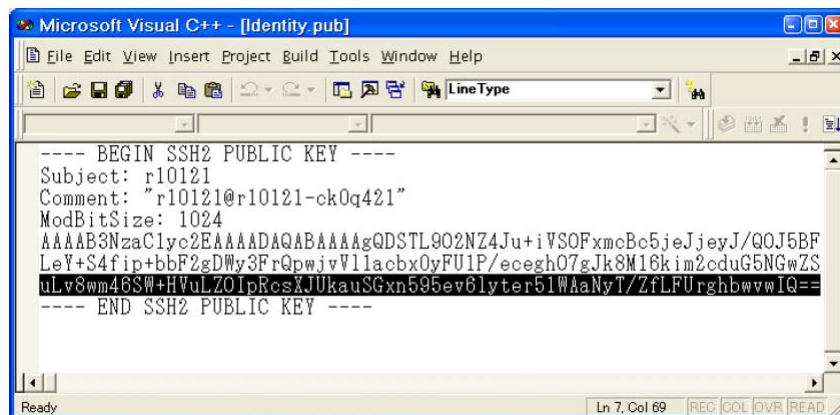 Microsoft Visual C++ - [Identity.pub]
File Edit View Insert Project Build Tools Window Help
LineType
---- BEGIN SSH2 PUBLIC KEY ----
Subject: r10121
Comment: "r10121@r10121-ck0q421"
ModBitSize: 1024
AAAAB3NzaC1yc2EAAAADAQABAAAAgQDSTL9O2NZ4Ju+iVSOFxmcBc5jeJjeyJ/QOJ5BF
LeY+S4fip+bbF2gDWy3FrQpwjvVl1acbxOyFU1P/eceghO7gJk8M16kim2cduG5NGwZS
uLv8wm46SW+HVuLZOIpRcsXJUkauSGxn595ev6lyter51WAaNyT/ZfLFUrghbwvwIQ==
---- END SSH2 PUBLIC KEY ----
Ready
Ln 7, Col 69 REC COL OVR READ